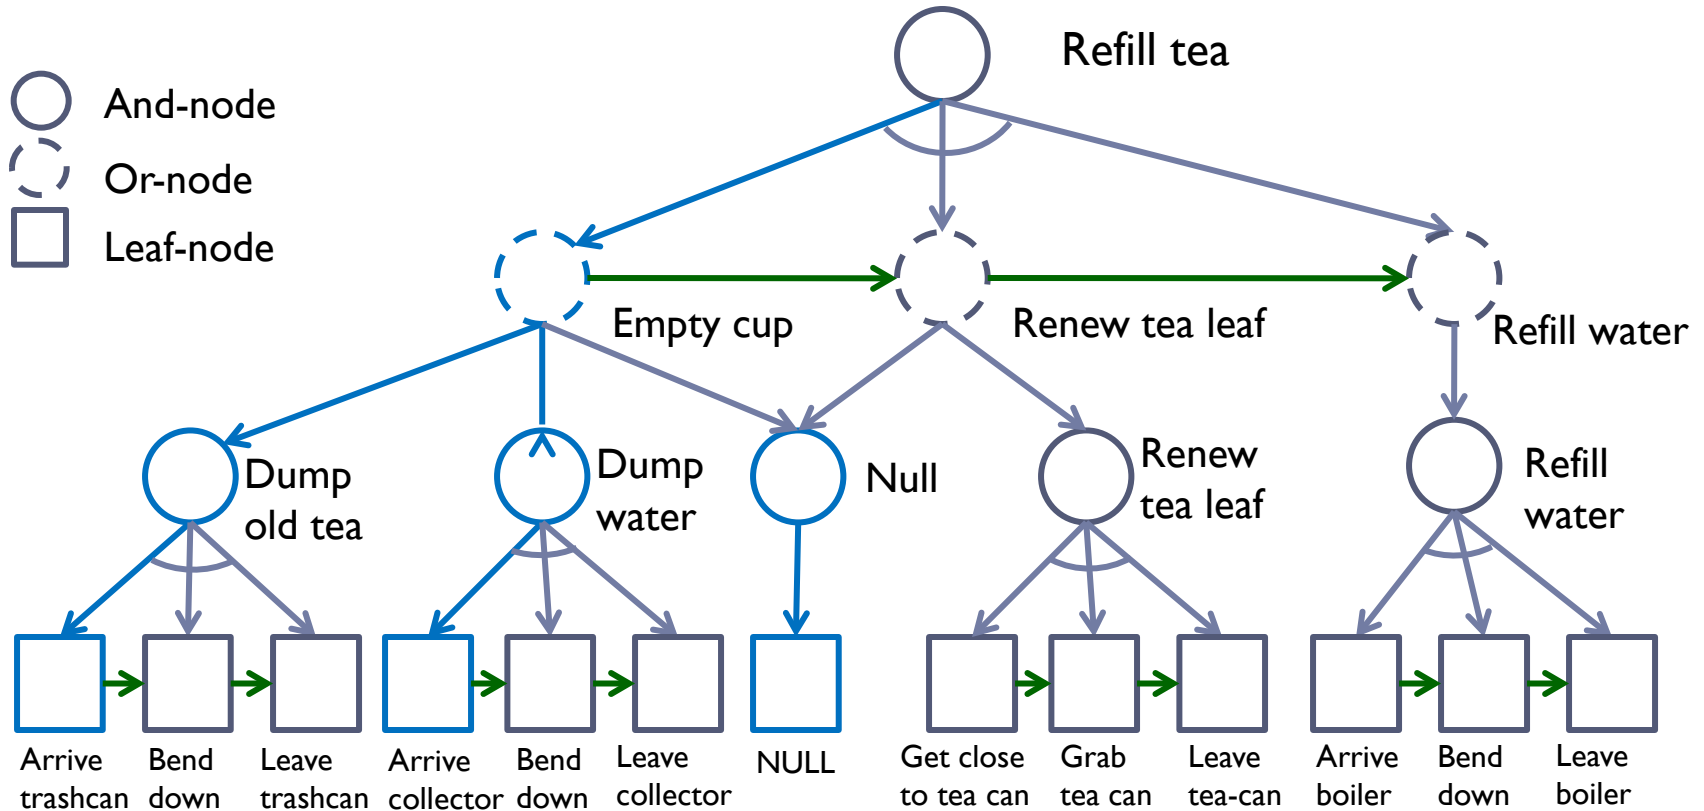 Refill tea
And-node
Or-node
Leaf-node
Empty cup
Renew tea leaf
Refill water
Dump
old tea
Dump
water
Null
Renew
tea leaf
Refill
water
Arrive
trashcan
Bend
down
Leave
trashcan
Arrive
collector
Bend
down
Leave
collector
NULL
Get close
to tea can
Grab
tea can
Leave
tea-can
Arrive
boiler
Bend
down
Leave
boiler